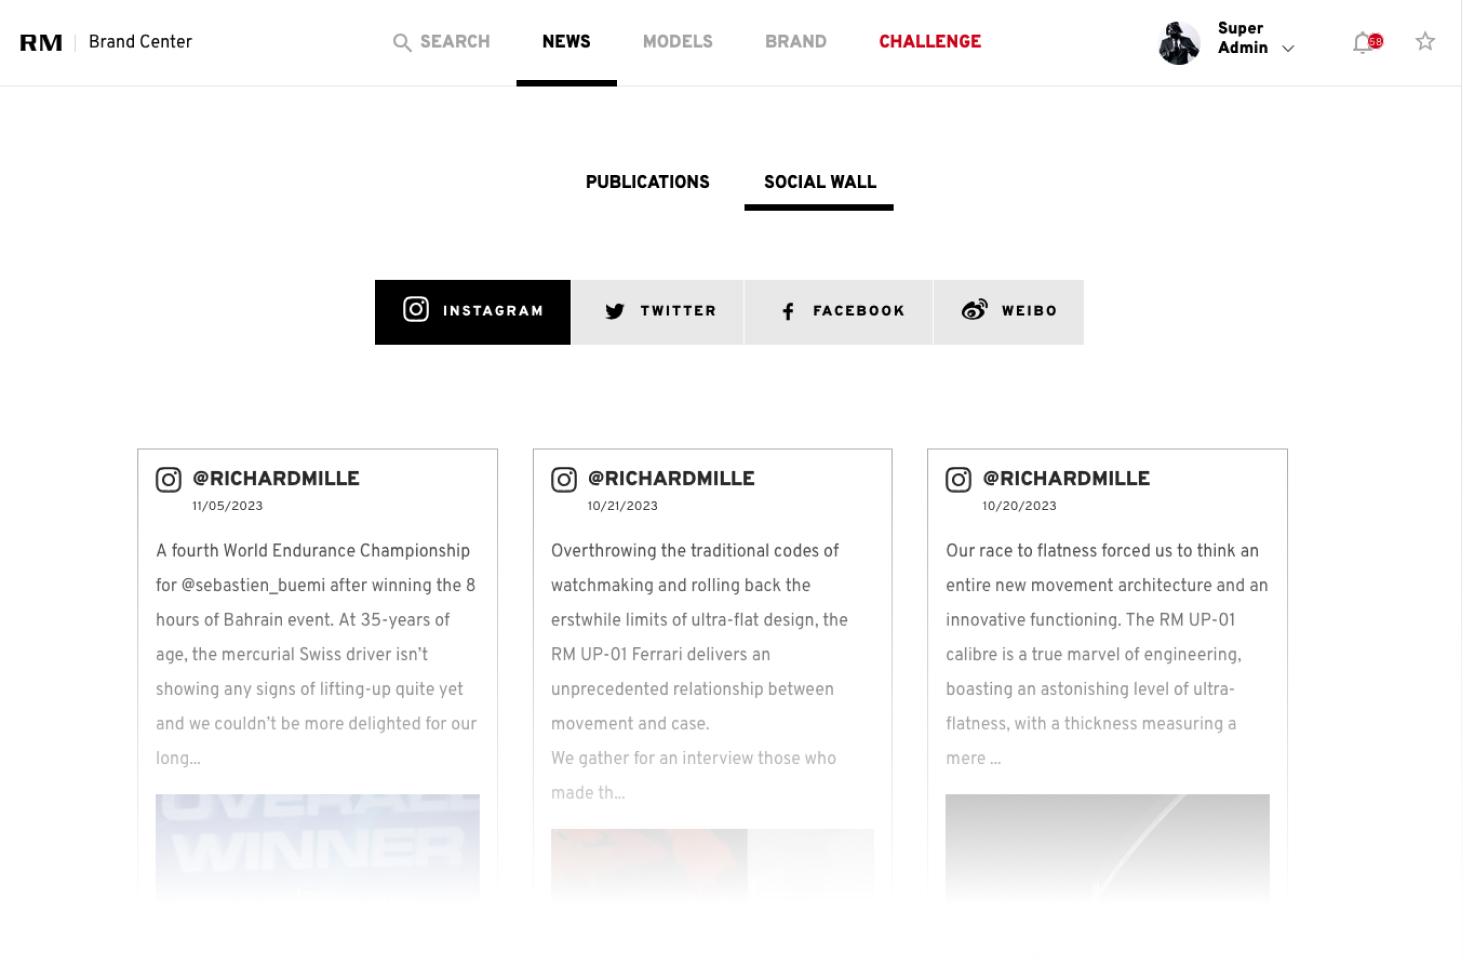 RM
Brand Center
SEARCH
NEWS
MODELS
BRAND
CHALLENGE
Super
Admin
58
PUBLICATIONS
SOCIAL WALL
INSTAGRAM
TWITTER
FACEBOOK
WEIBO
@RICHARDMILLE
11/05/2023
A fourth World Endurance Championship
for @sebastien_buemi after winning the 8
hours of Bahrain event. At 35-years of
age, the mercurial Swiss driver isn't
showing any signs of lifting-up quite yet
and we couldn't be more delighted for our
long...
OVERALL
WINNER
@RICHARDMILLE
10/21/2023
Overthrowing the traditional codes of
watchmaking and rolling back the
erstwhile limits of ultra-flat design, the
RM UP-01 Ferrari delivers an
unprecedented relationship between
movement and case.
We gather for an interview those who
made th...
@RICHARDMILLE
10/20/2023
Our race to flatness forced us to think an
entire new movement architecture and an
innovative functioning. The RM UP-01
calibre is a true marvel of engineering,
boasting an astonishing level of ultra-
flatness, with a thickness measuring a
mere ...